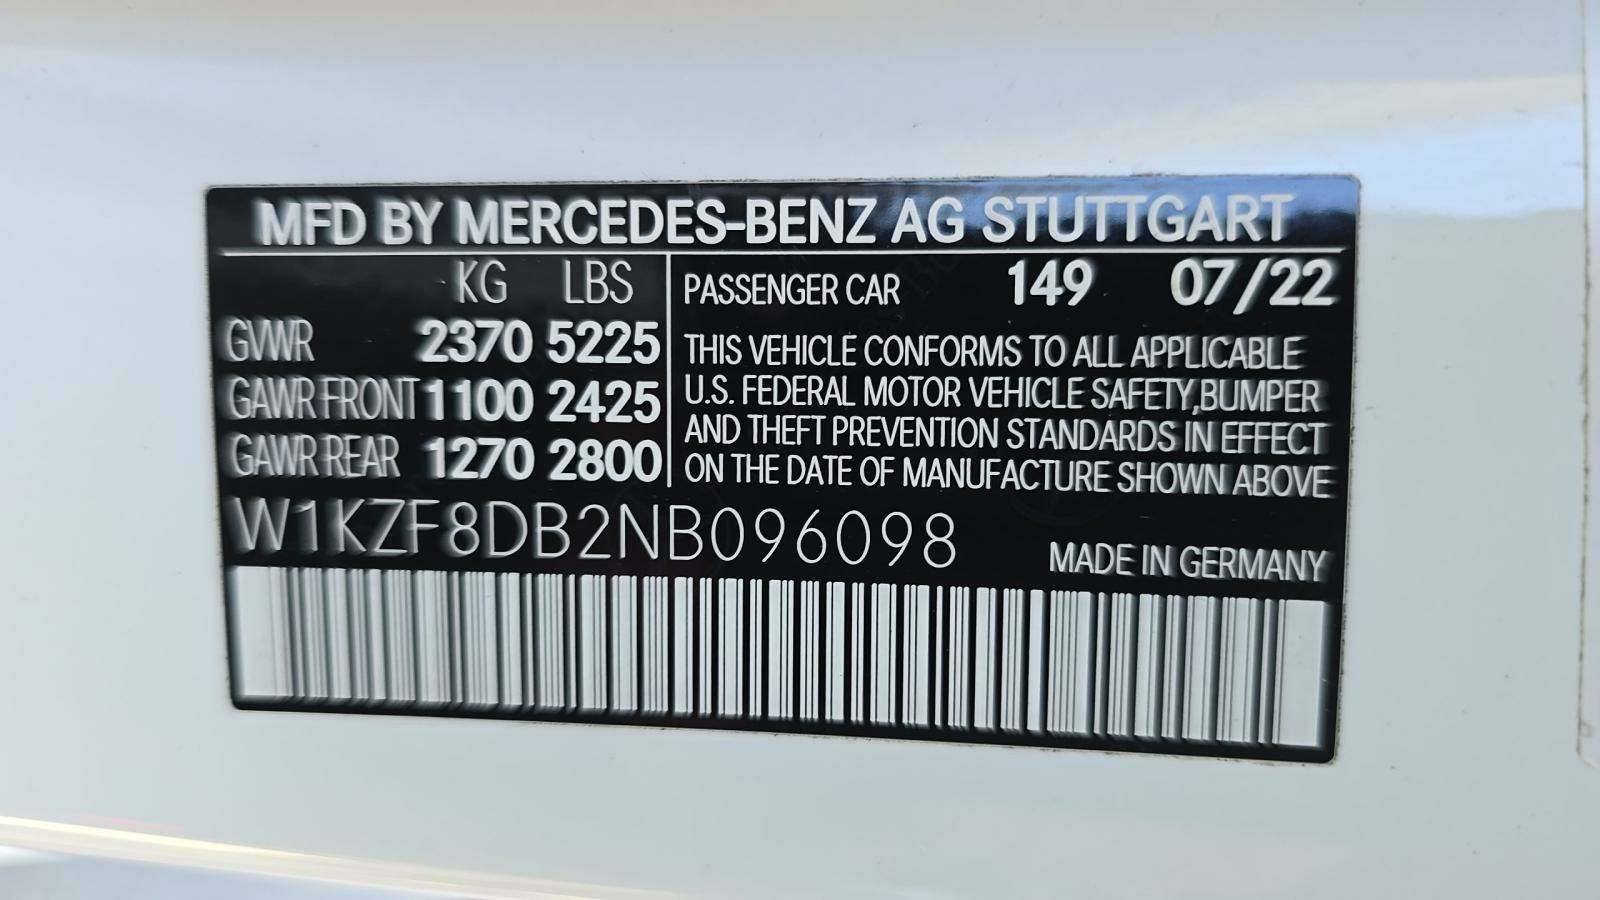 MFD BY MERCEDES-BENZ AG STUTTGART
KG LBS
GVWR 2370 5225
GAWR FRONT 1100 2425
GAWR REAR 1270 2800
PASSENGER CAR 149 07/22
THIS VEHICLE CONFORMS TO ALL APPLICABLE
U.S. FEDERAL MOTOR VEHICLE SAFETY,BUMPER
AND THEFT PREVENTION STANDARDS IN EFFECT
ON THE DATE OF MANUFACTURE SHOWN ABOVE
W1KZF8DB2NB096098
MADE IN GERMANY